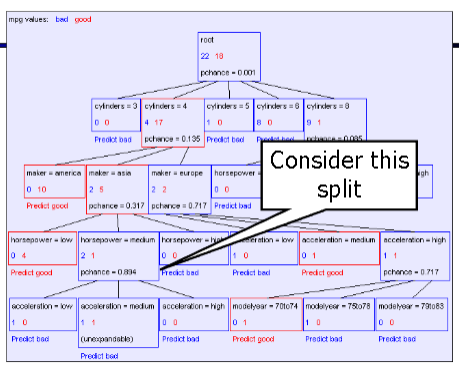 mpg values: bad good
root
22 18
pchance = 0.001
cylinders = 3 cylinders = 4 cylinders = 5 cylinders = 6 cylinders = 8
0 0 4 17 1 0 8 0 9 1
Predict bad pchance = 0.135 Predict bad Predict bad pchance = 0.085
Consider this
split
maker = america maker = asia maker = europe horsepower =
0 10 2 5 2 2 0 0
Predict good pchance = 0.317 pchance = 0.717
high
horsepower = low horsepower = medium horsepower = high acceleration = low acceleration = medium acceleration = high
0 4 2 1 0 0 1 0 0 1 1 1
Predict good pchance = 0.894 Predict bad Predict bad Predict good pchance = 0.717
acceleration = low acceleration = medium acceleration = high modelyear = 70to74 modelyear = 75to78 modelyear = 79to83
1 0 1 1 0 0 0 1 1 0 0 0
Predict bad (unexpandable) Predict bad Predict good Predict bad Predict bad
Predict bad